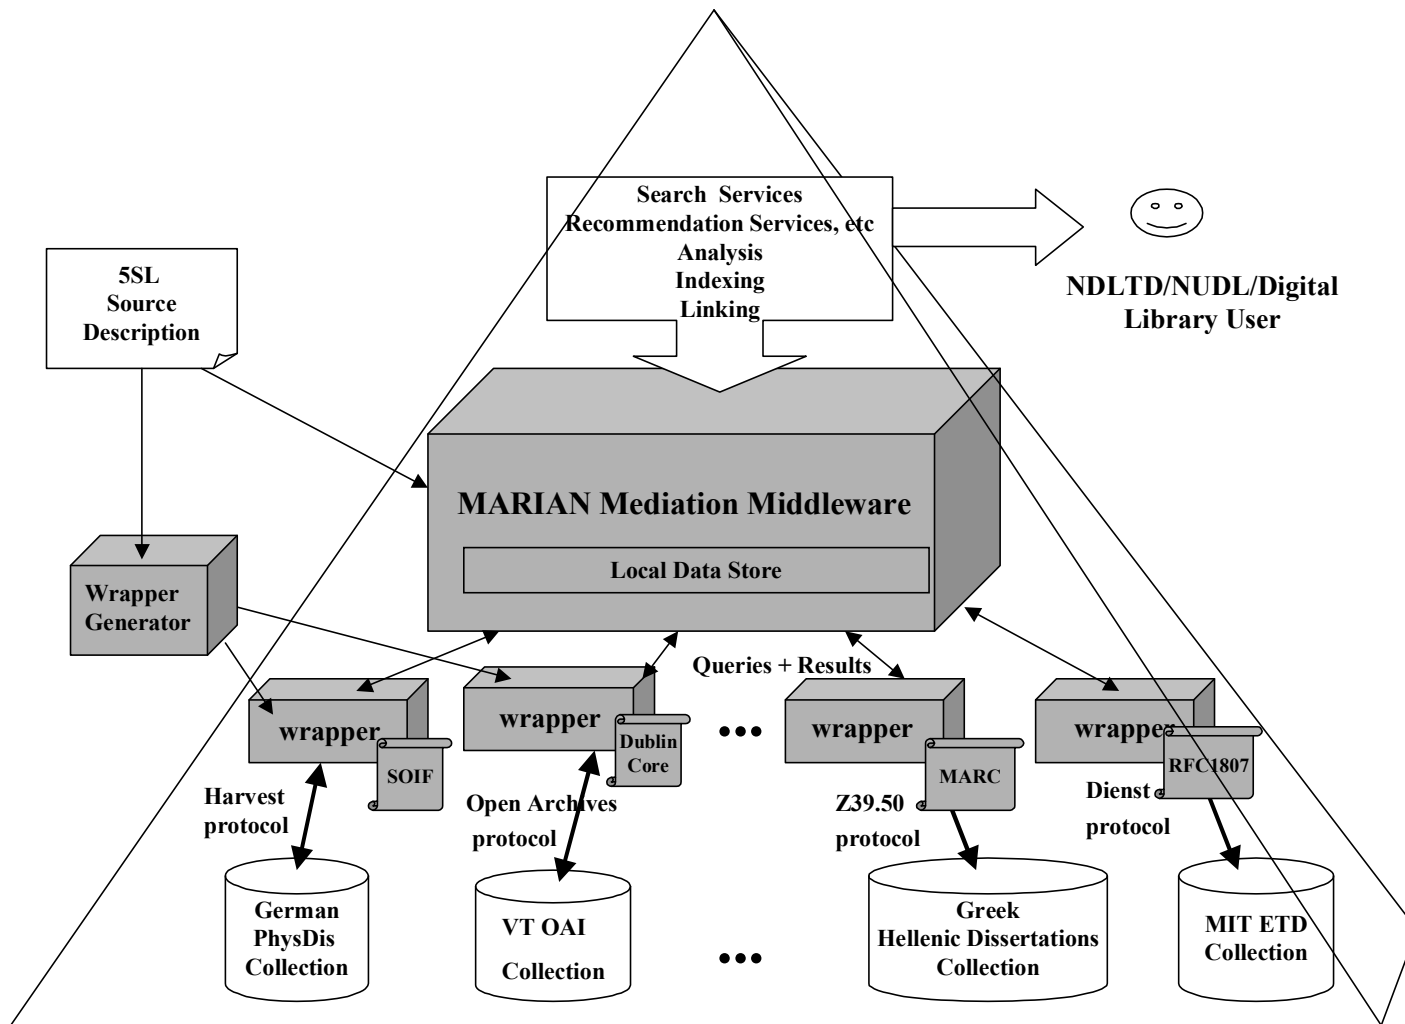 Search Services
Recommendation Services, etc
Analysis
Indexing
Linking
NDLTD/NUDL/Digital
Library User
5SL
Source
Description
MARIAN Mediation Middleware
Local Data Store
Wrapper
Generator
Queries + Results
wrapper
SOIF
wrapper
Dublin
Core
•••
wrapper
MARC
wrapper
RFC1807
Harvest
protocol
Open Archives
protocol
Z39.50
protocol
Dienst
protocol
German
PhysDis
Collection
VT OAI
Collection
•••
Greek
Hellenic Dissertations
Collection
MIT ETD
Collection